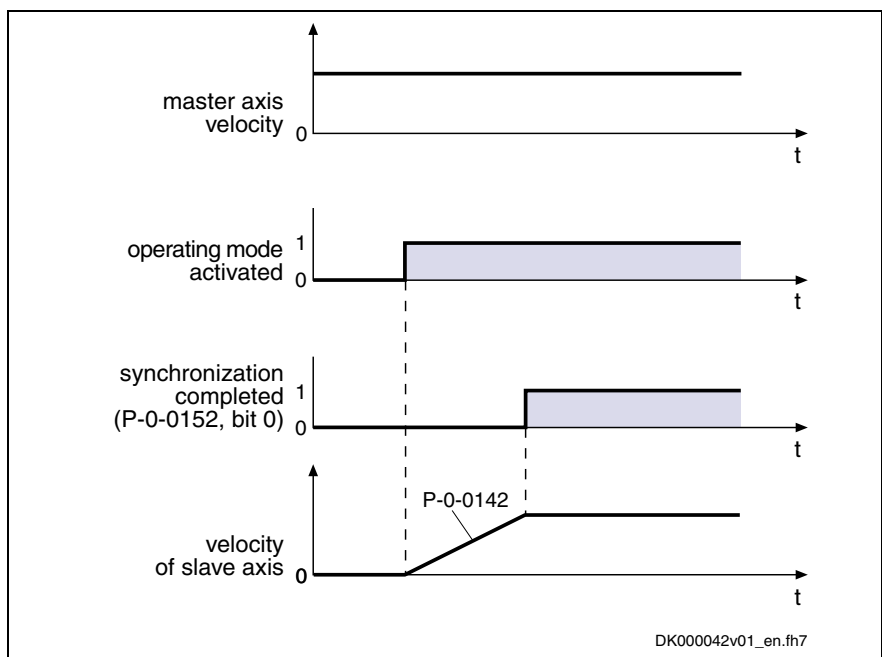 master axis
velocity
0
t
operating mode
activated
1
0
t
synchronization
completed
(P-0-0152, bit 0)
1
0
t
P-0-0142
velocity
of slave axis
0
t
DK000042v01_en.fh7